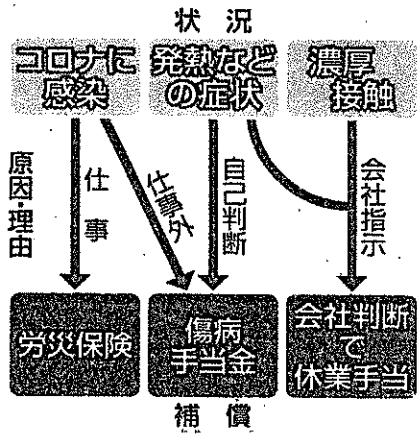 状況
コロナに
感染
発熱など
の症状
濃厚
接触
原因・理由
仕事
仕事外
自己判断
会社指示
労災保険
傷病
手当金
会社判断
で
休業手当
補償